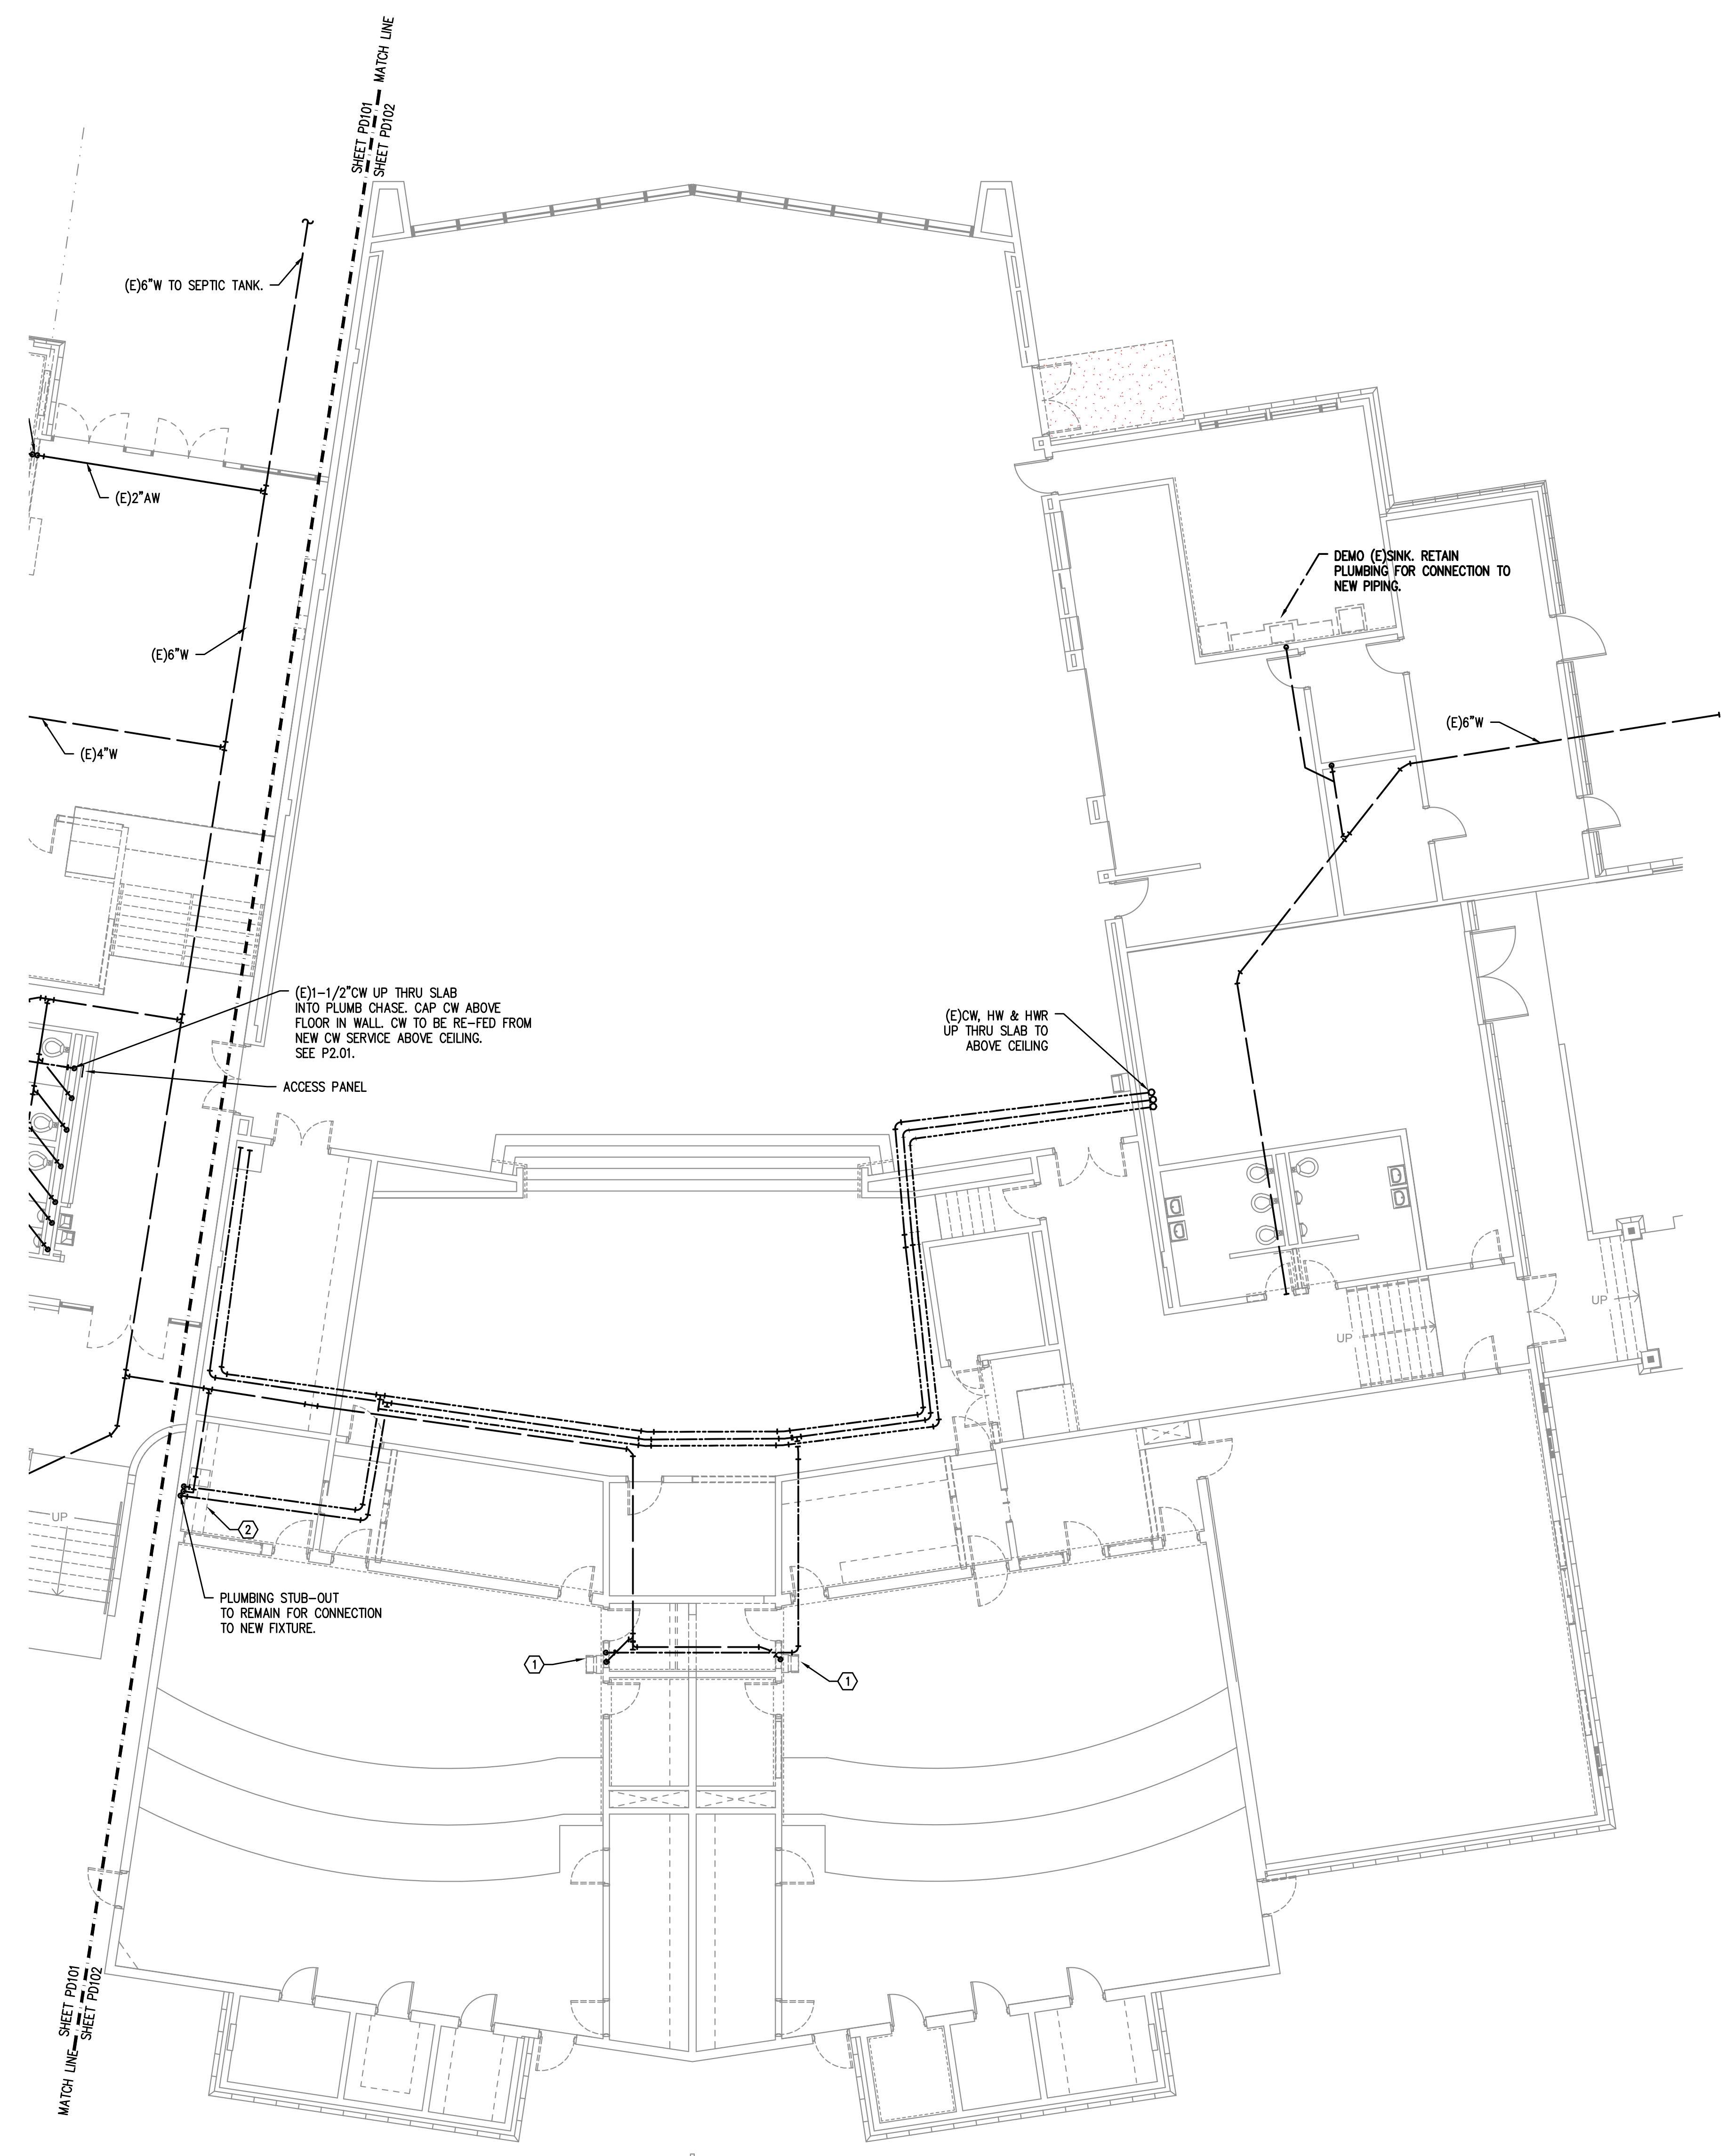 MATCH LINE
SHEET PD101
SHEET PD102
(E)6"W TO SEPTIC TANK.
(E)2"AW
DEMO (E)SINK. RETAIN
PLUMBING FOR CONNECTION TO
NEW PIPING.
(E)6"W
(E)6"W
(E)4"W
(E)1-1/2"CW UP THRU SLAB
INTO PLUMB CHASE. CAP CW ABOVE
FLOOR IN WALL. CW TO BE RE-FED FROM
NEW CW SERVICE ABOVE CEILING.
SEE P2.01.
(E)CW, HW & HWR
UP THRU SLAB TO
ABOVE CEILING
ACCESS PANEL
UP
UP
UP
2
PLUMBING STUB-OUT
TO REMAIN FOR CONNECTION
TO NEW FIXTURE.
1
1
SHEET PD101
SHEET PD102
MATCH LINE